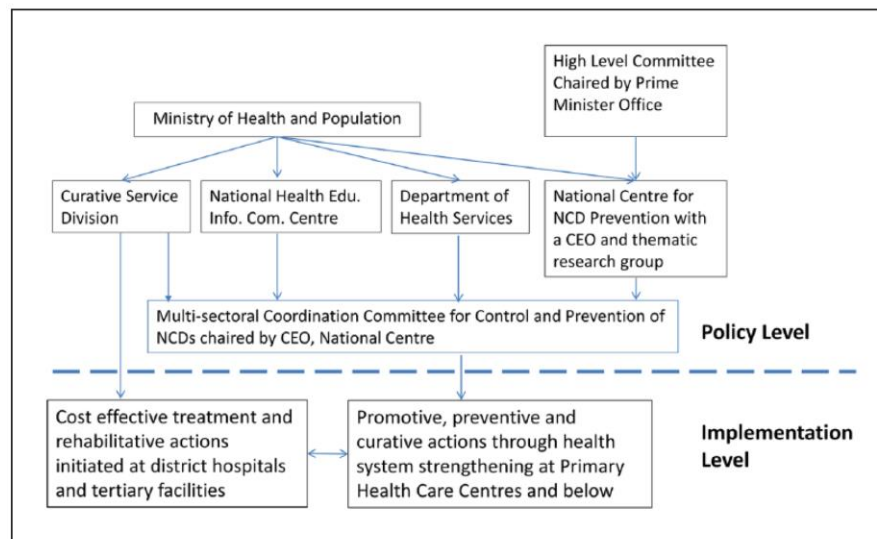 High Level Committee
Chaired by Prime
Minister Office
Ministry of Health and Population
Curative Service
Division
National Health Edu.
Info. Com. Centre
Department of
Health Services
National Centre for
NCD Prevention with
a CEO and thematic
research group
Multi-sectoral Coordination Committee for Control and Prevention of
NCDs chaired by CEO, National Centre
Policy Level
Cost effective treatment and
rehabilitative actions
initiated at district hospitals
and tertiary facilities
Promotive, preventive and
curative actions through health
system strengthening at Primary
Health Care Centres and below
Implementation
Level